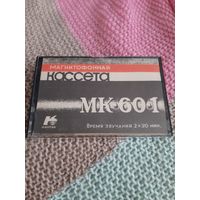 МАГНИТОФОННАЯ
кассета
МК 60-1
ВРЕМЯ ЗВУЧАНИЯ 2×30 МИН.